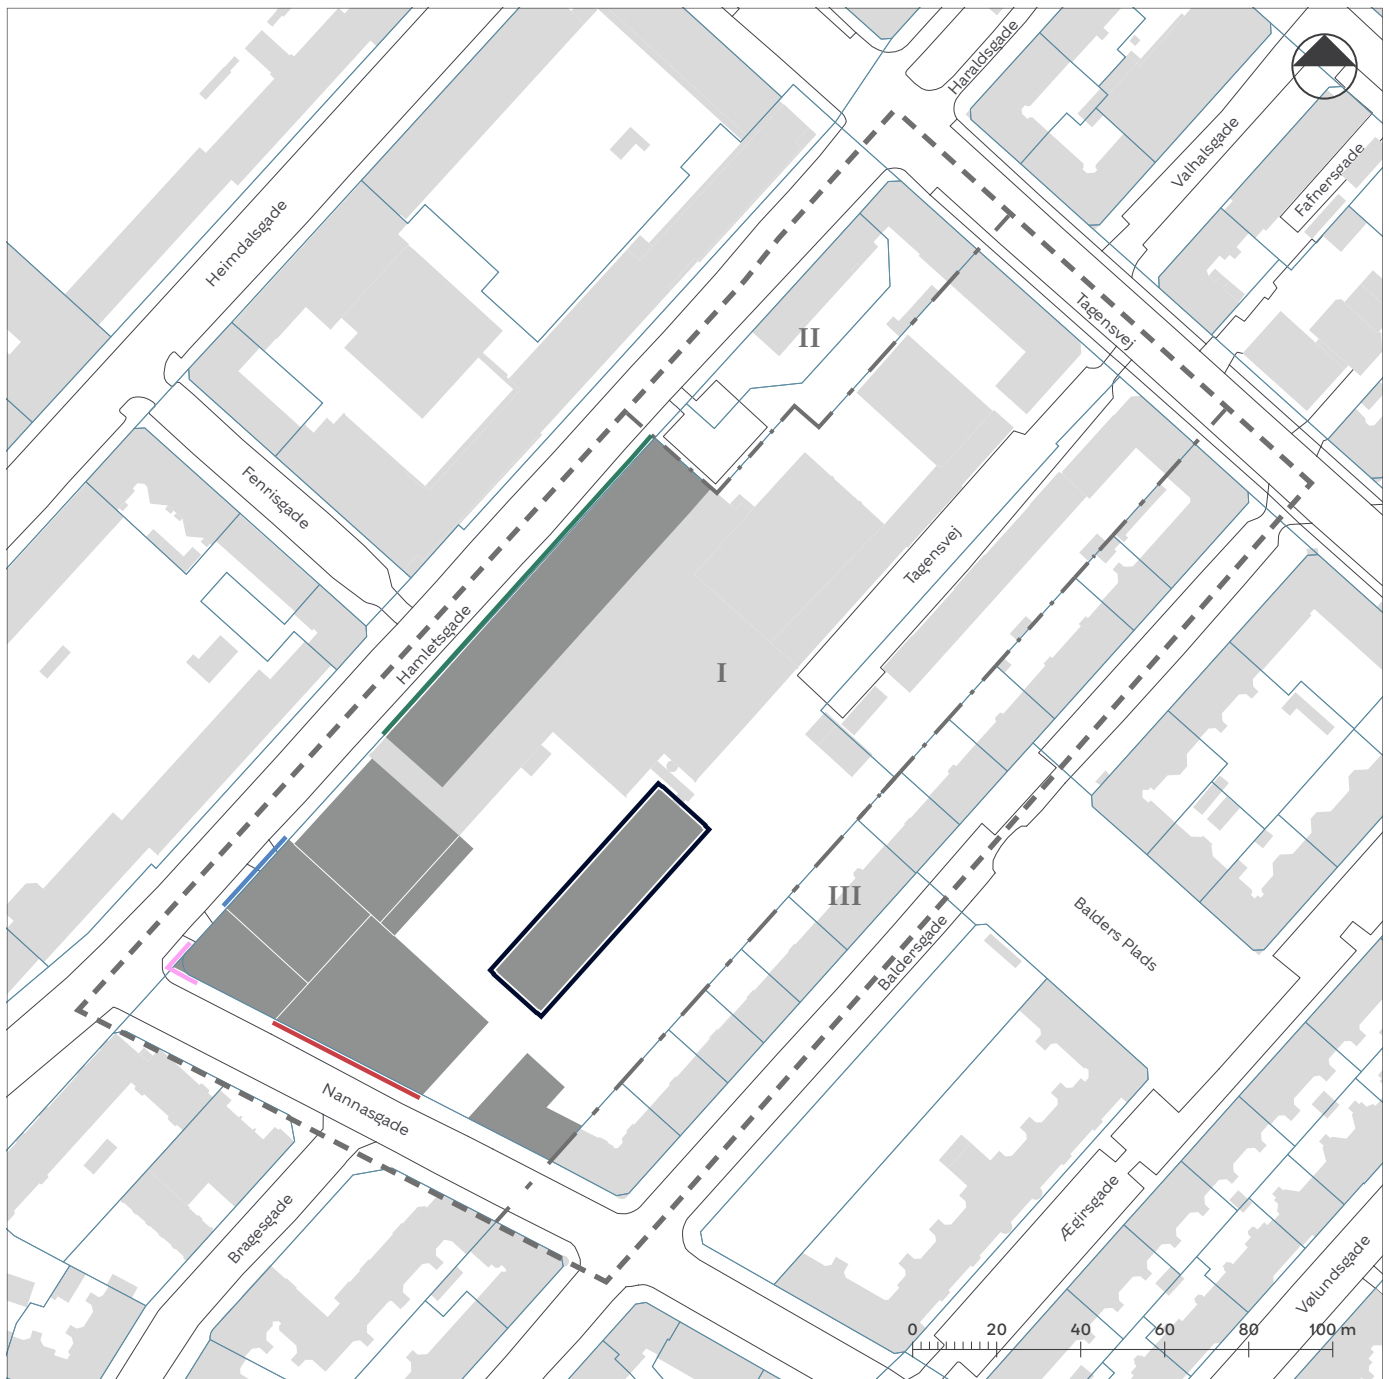 Haraldsgade
Valhalsgade
Fafnersgade
Heimdalsgade
Tagensvej
II
Fenrisgade
Tagensvej
Hamletsgade
I
III
Balders Plads
Baldersgade
Nannasgade
Bragesgade
Ægirsgade
Vølundsgade
0 20 40 60 80 100 m